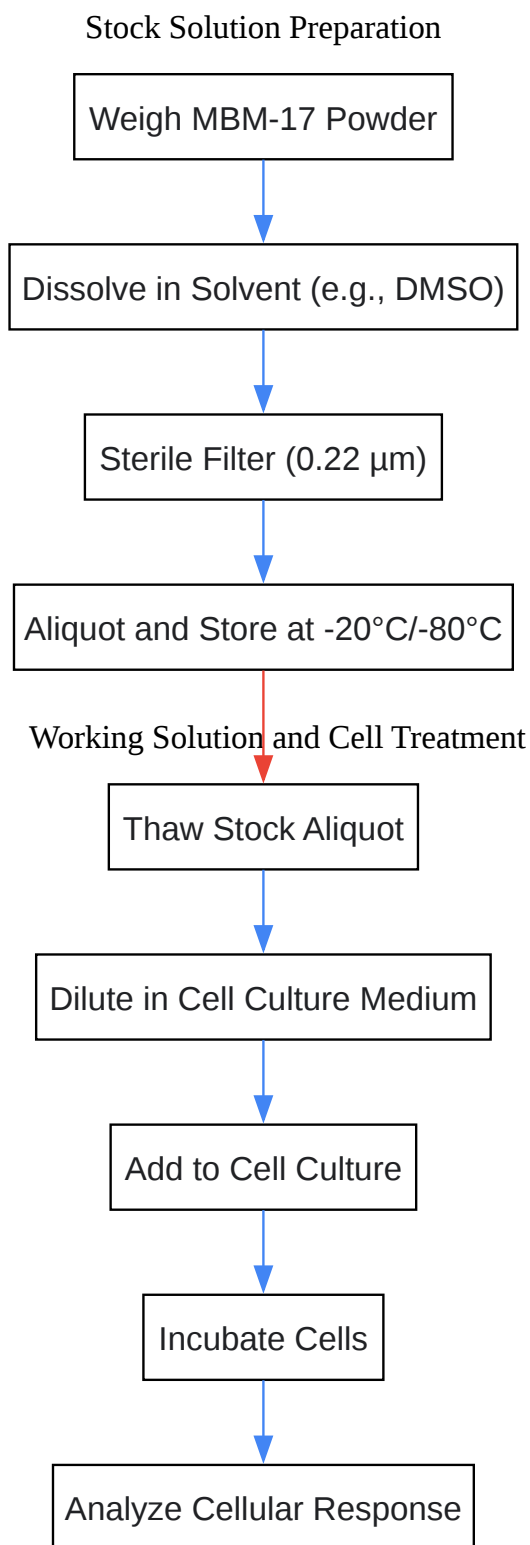 Stock Solution Preparation
Weigh MBM-17 Powder
Dissolve in Solvent (e.g., DMSO)
Sterile Filter (0.22 µm)
Aliquot and Store at -20°C/-80°C
Working Solution and Cell Treatment
Thaw Stock Aliquot
Dilute in Cell Culture Medium
Add to Cell Culture
Incubate Cells
Analyze Cellular Response